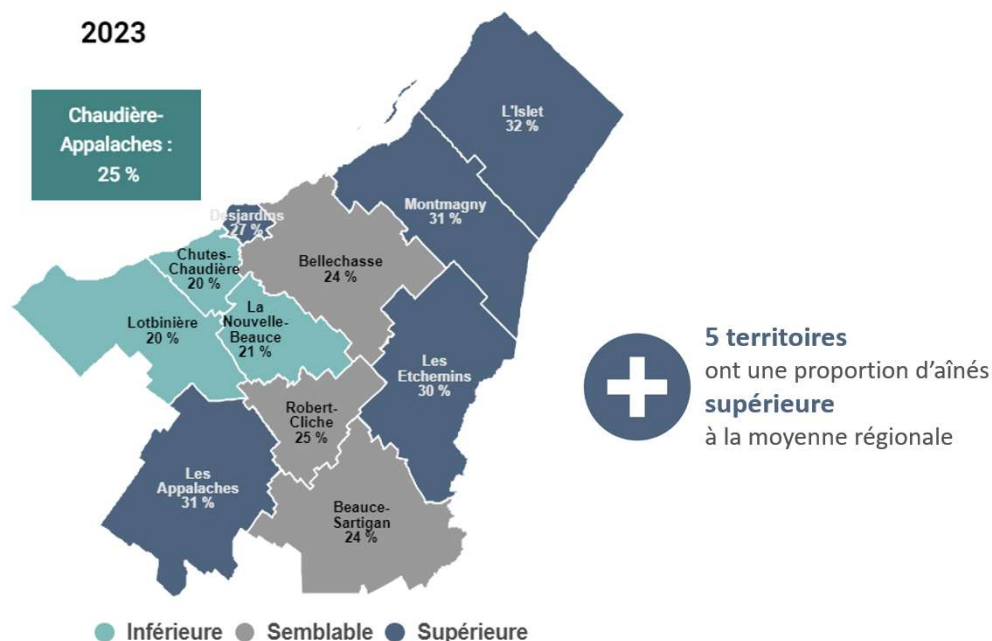 2023
Chaudière-
Appalaches :
25 %
L'Islet
32 %
Montmagny
31 %
Desjardins
27 %
Bellechasse
24 %
Chutes-
Chaudière
20 %
Lotbinière
20 %
La
Nouvelle-
Beauce
21 %
Les
Etchemins
30 %
Robert-
Cliche
25 %
Les
Appalaches
31 %
Beauce-
Sartigan
24 %
5 territoires
ont une proportion d'aînés
supérieure
à la moyenne régionale
Inférieure Semblable Supérieure